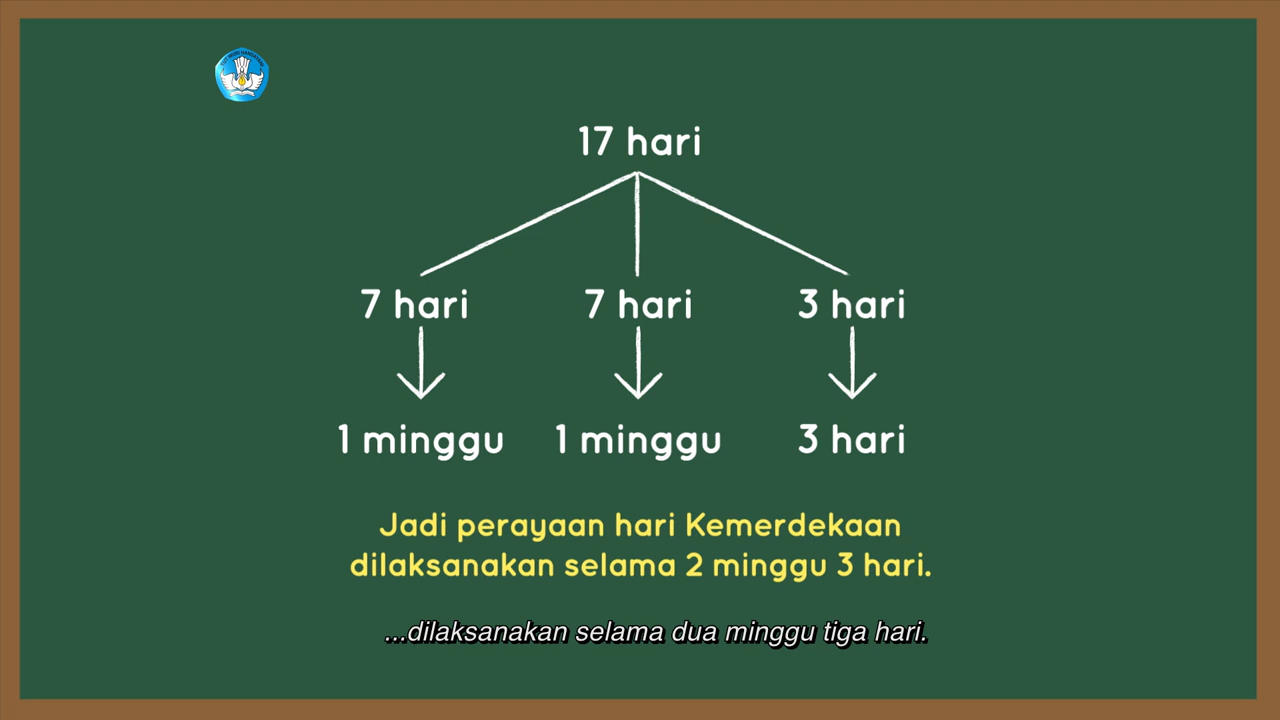 17 hari
7 hari 7 hari 3 hari
1 minggu 1 minggu 3 hari
Jadi perayaan hari Kemerdekaan
dilaksanakan selama 2 minggu 3 hari.
...dilaksanakan selama dua minggu tiga hari.